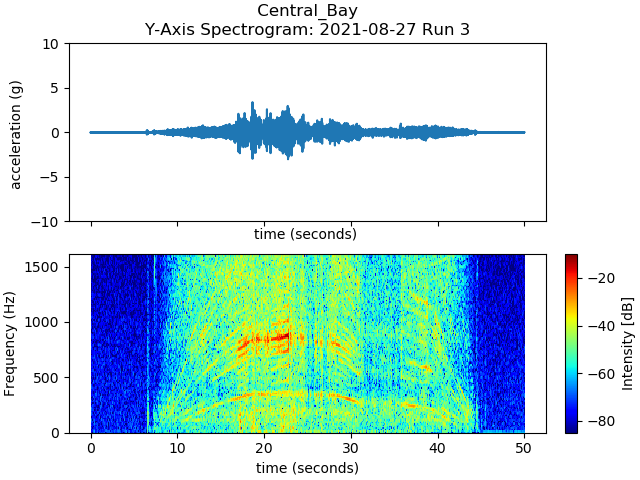 Central_Bay
Y-Axis Spectrogram: 2021-08-27 Run 3
10
5
0
−5
−10
acceleration (g)
time (seconds)
1500
1000
500
0
Frequency (Hz)
0 10 20 30 40 50
time (seconds)
−20
−40
−60
−80
Intensity [dB]